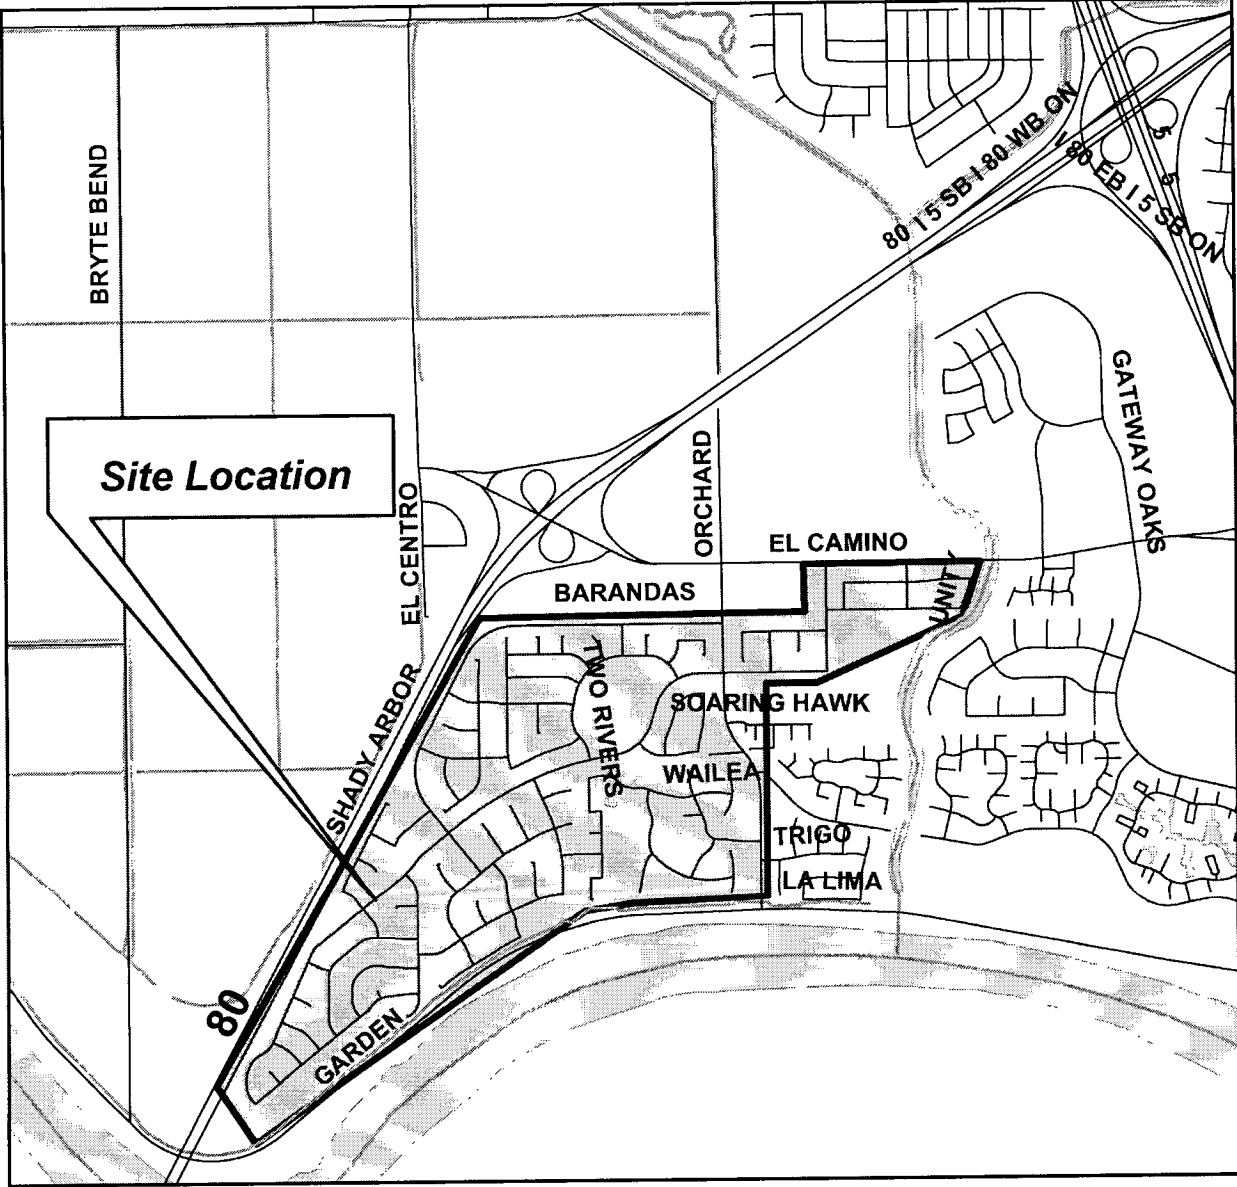 BRYTE BEND
80 I 5 SB I 80 WB ON
I 80 EB I 5 SB ON
5
5
GATEWAY OAKS
Site Location
EL CENTRO
ORCHARD
EL CAMINO
BARANDAS
UNITY
SHADY ARBOR
TWO RIVERS
SOARING HAWK
WAILEA
TRIGO
LA LIMA
80
GARDEN